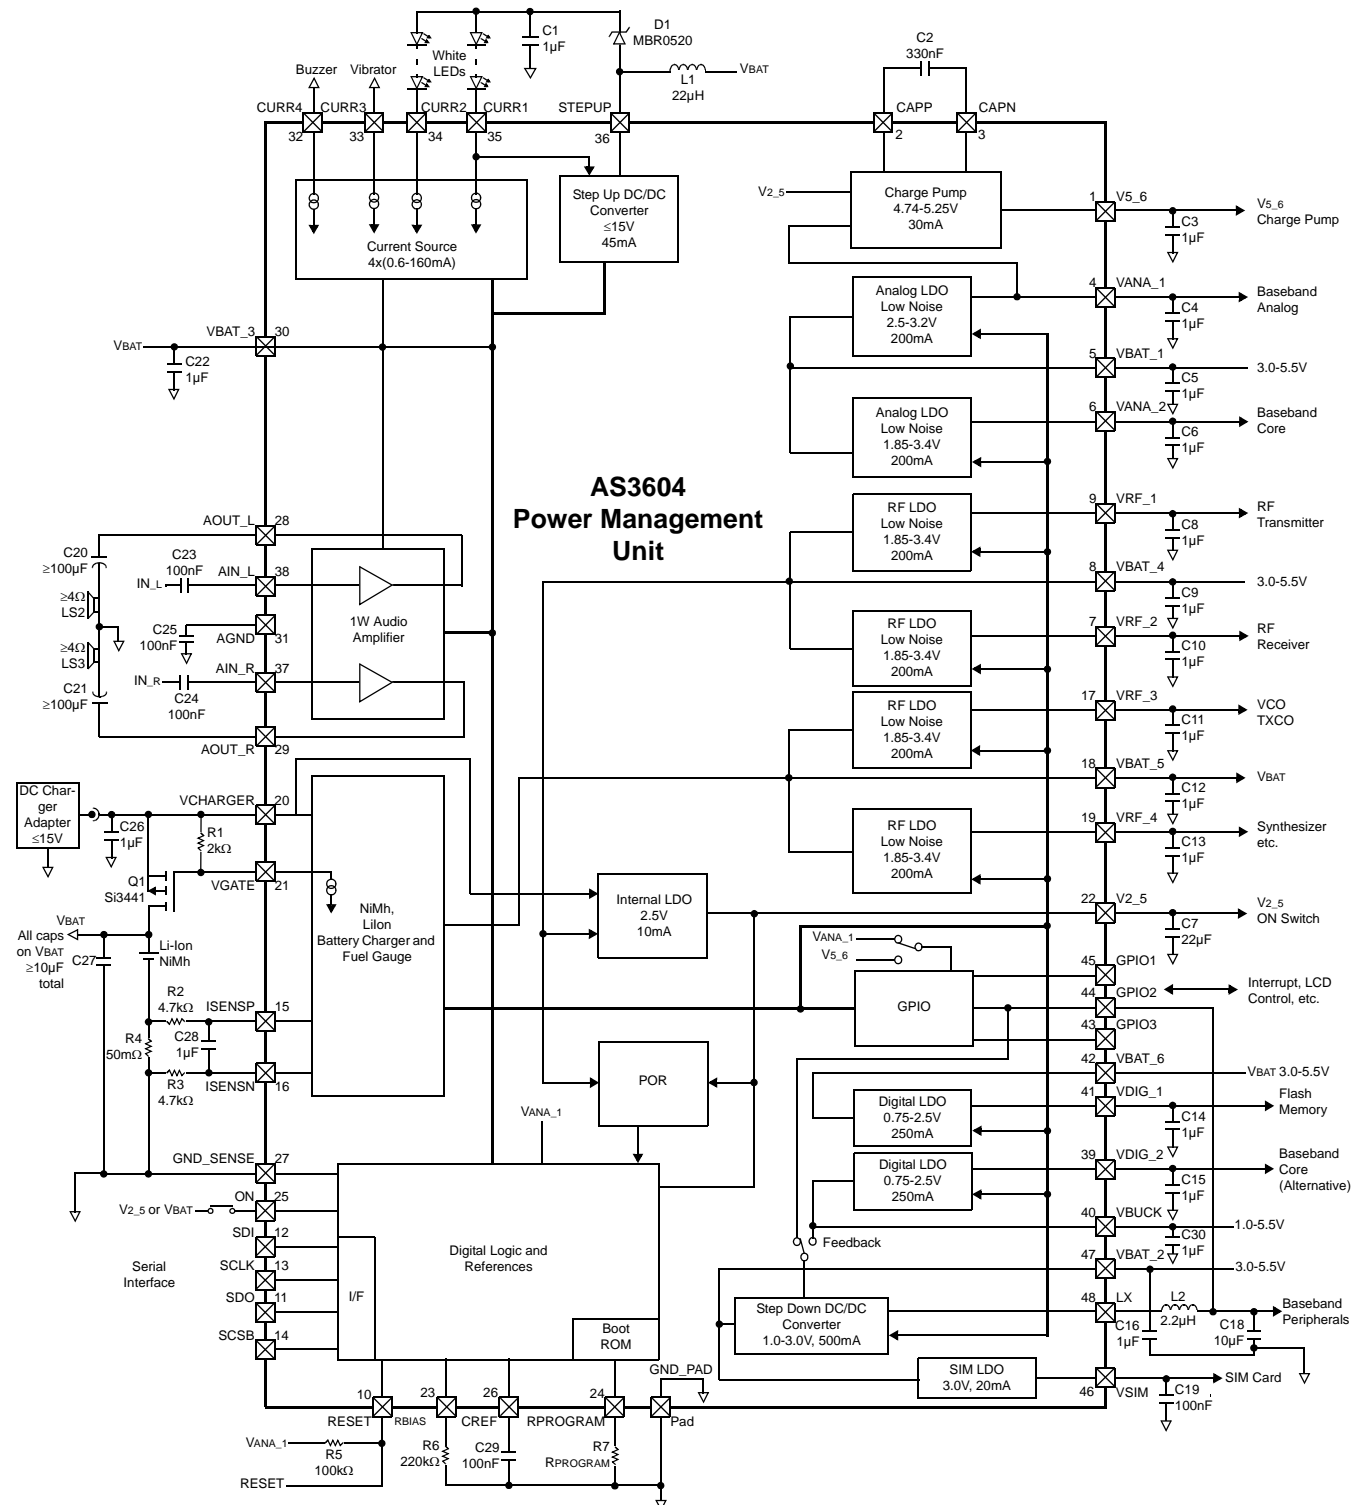 D1
MBR0520
C1
1µF
C2
330nF
White
LEDs
Buzzer
Vibrator
VBAT
L1
22µH
CURR4
CURR3
CURR2
CURR1
STEPUP
CAPP
CAPN
32
33
34
35
36
2
3
Step Up DC/DC
Converter
≤15V
45mA
Current Source
4x(0.6-160mA)
V2_5
Charge Pump
4.74-5.25V
30mA
1
V5_6
C3
1µF
V5_6
Charge Pump
Analog LDO
Low Noise
2.5-3.2V
200mA
4
VANA_1
C4
1µF
Baseband
Analog
VBAT
VBAT_3
30
C22
1µF
5
VBAT_1
C5
1µF
3.0-5.5V
Analog LDO
Low Noise
1.85-3.4V
200mA
6
VANA_2
C6
1µF
Baseband
Core
AS3604
Power Management
Unit
RF LDO
Low Noise
1.85-3.4V
200mA
9
VRF_1
C8
1µF
RF
Transmitter
8
VBAT_4
C9
1µF
3.0-5.5V
RF LDO
Low Noise
1.85-3.4V
200mA
7
VRF_2
C10
1µF
RF
Receiver
AOUT_L
28
C20
≥100µF
C23
100nF
IN_L
AIN_L
38
≥4Ω
LS2
C25
100nF
AGND
31
≥4Ω
LS3
AIN_R
37
IN_R
C24
100nF
C21
≥100µF
AOUT_R
29
1W Audio
Amplifier
RF LDO
Low Noise
1.85-3.4V
200mA
17
VRF_3
C11
1µF
VCO
TXCO
18
VBAT_5
C12
1µF
VBAT
RF LDO
Low Noise
1.85-3.4V
200mA
19
VRF_4
C13
1µF
Synthesizer
etc.
DC Char-
ger
Adapter
≤15V
VCHARGER
20
C26
1µF
R1
2kΩ
Q1
Si3441
VGATE
21
NiMh,
LiIon
Battery Charger and
Fuel Gauge
Internal LDO
2.5V
10mA
22
V2_5
C7
22µF
V2_5
ON Switch
VBAT
All caps
on VBAT
≥10µF
total
C27
Li-Ion
NiMh
R2
4.7kΩ
ISENSP
15
R4
50mΩ
C28
1µF
R3
4.7kΩ
ISENSN
16
VANA_1
V5_6
GPIO
45
GPIO1
44
GPIO2
43
GPIO3
Interrupt, LCD
Control, etc.
POR
VANA_1
42
VBAT_6
VBAT 3.0-5.5V
Digital LDO
0.75-2.5V
250mA
41
VDIG_1
C14
1µF
Flash
Memory
Digital LDO
0.75-2.5V
250mA
39
VDIG_2
C15
1µF
Baseband
Core
(Alternative)
GND_SENSE
27
ON
25
V2_5 or VBAT
SDI
12
SCLK
13
SDO
11
SCSB
14
Serial
Interface
I/F
Digital Logic and
References
Boot
ROM
40
VBUCK
C30
1µF
1.0-5.5V
Feedback
47
VBAT_2
3.0-5.5V
Step Down DC/DC
Converter
1.0-3.0V, 500mA
48
LX
L2
2.2µH
C16
1µF
C18
10µF
Baseband
Peripherals
SIM LDO
3.0V, 20mA
46
VSIM
C19
100nF
SIM Card
GND_PAD
10
RESET
23
RBIAS
26
CREF
24
RPROGRAM
Pad
VANA_1
R5
100kΩ
RESET
R6
220kΩ
C29
100nF
R7
RPROGRAM